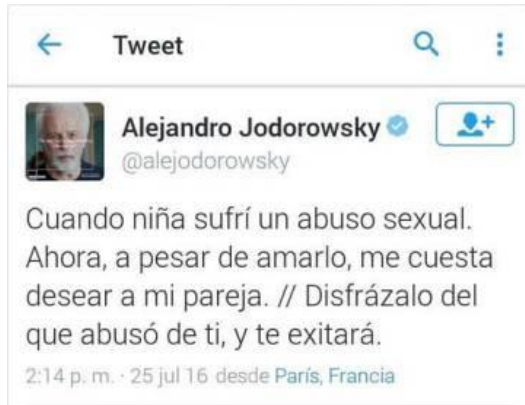 Tweet
Alejandro Jodorowsky
@alejodorowsky
Cuando niña sufrí un abuso sexual.
Ahora, a pesar de amarlo, me cuesta
desear a mi pareja. // Disfrázalo del
que abusó de ti, y te exitará.
2:14 p. m. · 25 jul 16 desde París, Francia